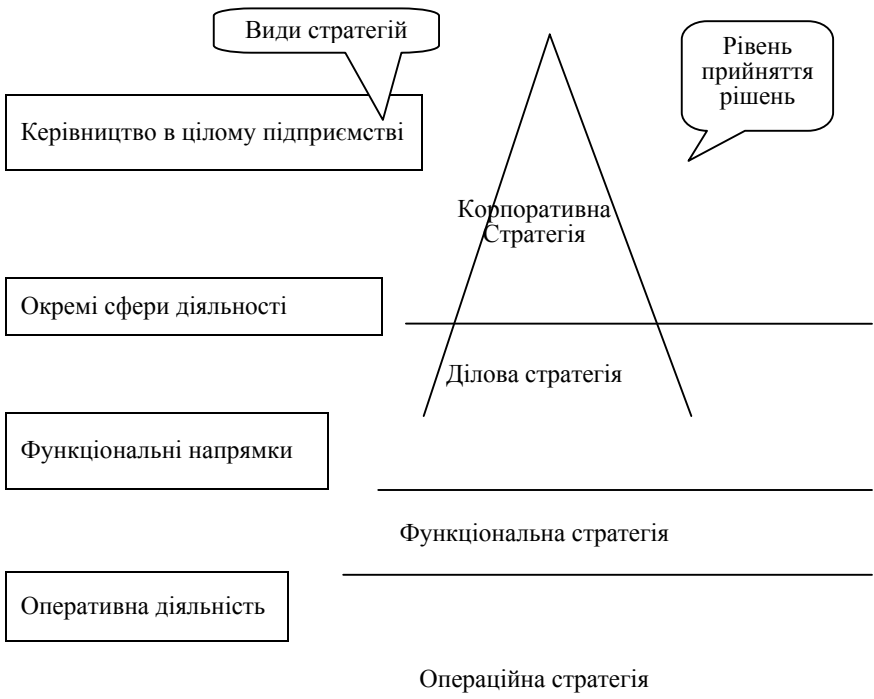 Види стратегій
Рівень
прийняття
рішень
Керівництво в цілому підприємстві
Корпоративна
Стратегія
Окремі сфери діяльності
Ділова стратегія
Функціональні напрямки
Функціональна стратегія
Оперативна діяльність
Операційна стратегія